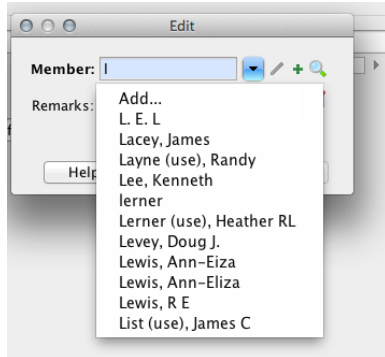 Edit
Member: l
Remarks:
Help
Add...
L. E. L
Lacey, James
Layne (use), Randy
Lee, Kenneth
lerner
Lerner (use), Heather RL
Levey, Doug J.
Lewis, Ann-Eiza
Lewis, Ann-Eliza
Lewis, R E
List (use), James C